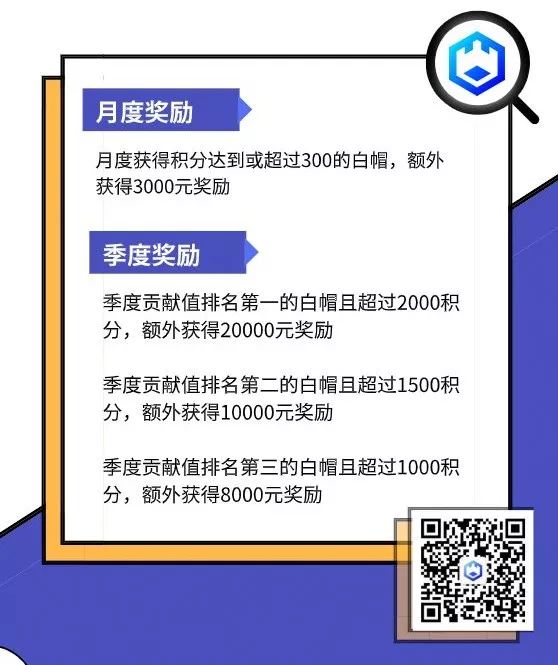 月度奖励
月度获得积分达到或超过300的白帽，额外
获得3000元奖励
季度奖励
季度贡献值排名第一的白帽且超过2000积
分，额外获得20000元奖励
季度贡献值排名第二的白帽且超过1500积
分，额外获得10000元奖励
季度贡献值排名第三的白帽且超过1000积
分，额外获得8000元奖励